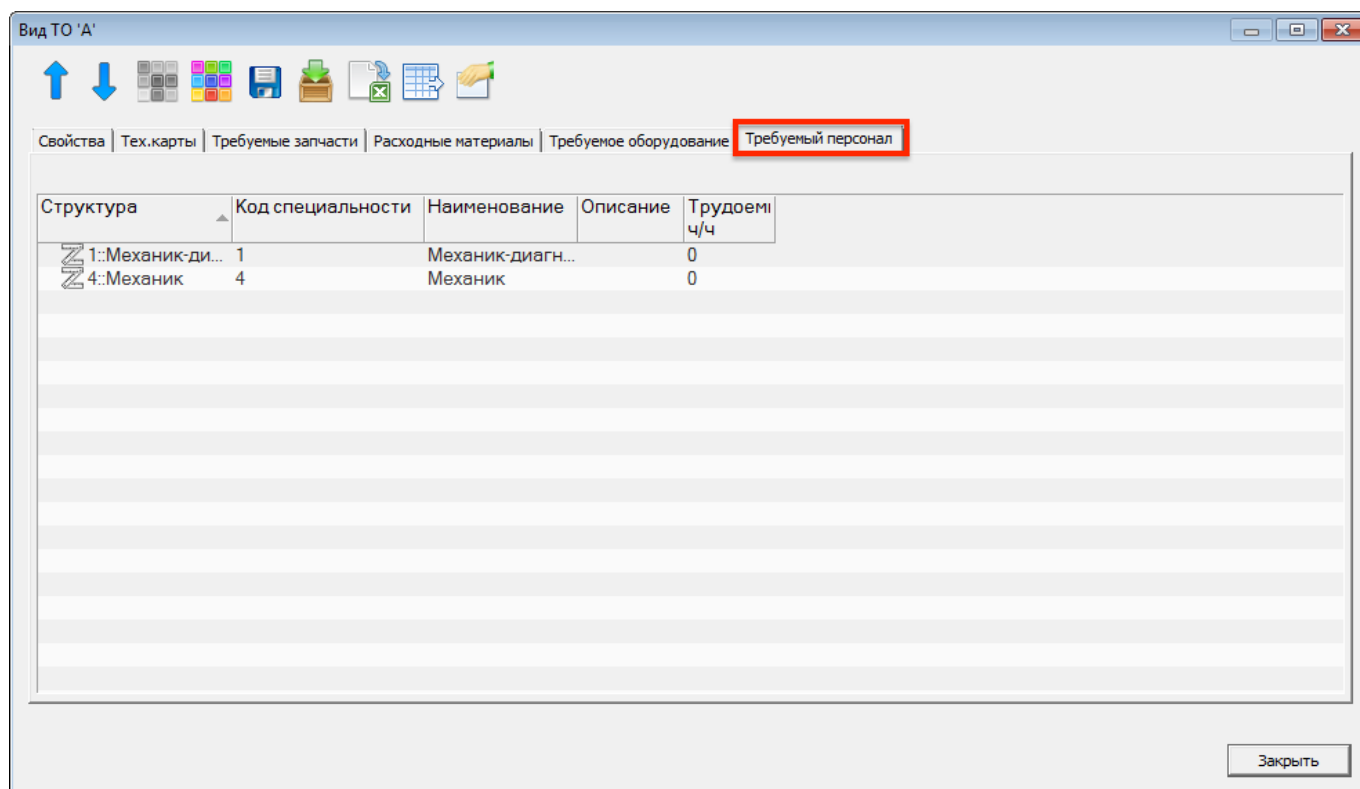 Вид ТО 'А'
Свойства Тех.карты Требуемые запчасти Расходные материалы Требуемое оборудование Требуемый персонал
Структура Код специальности Наименование Описание Трудоемк
ч/ч
1::Механик-ди... 1 Механик-диагн... 0
4::Механик 4 Механик 0
Закрыть